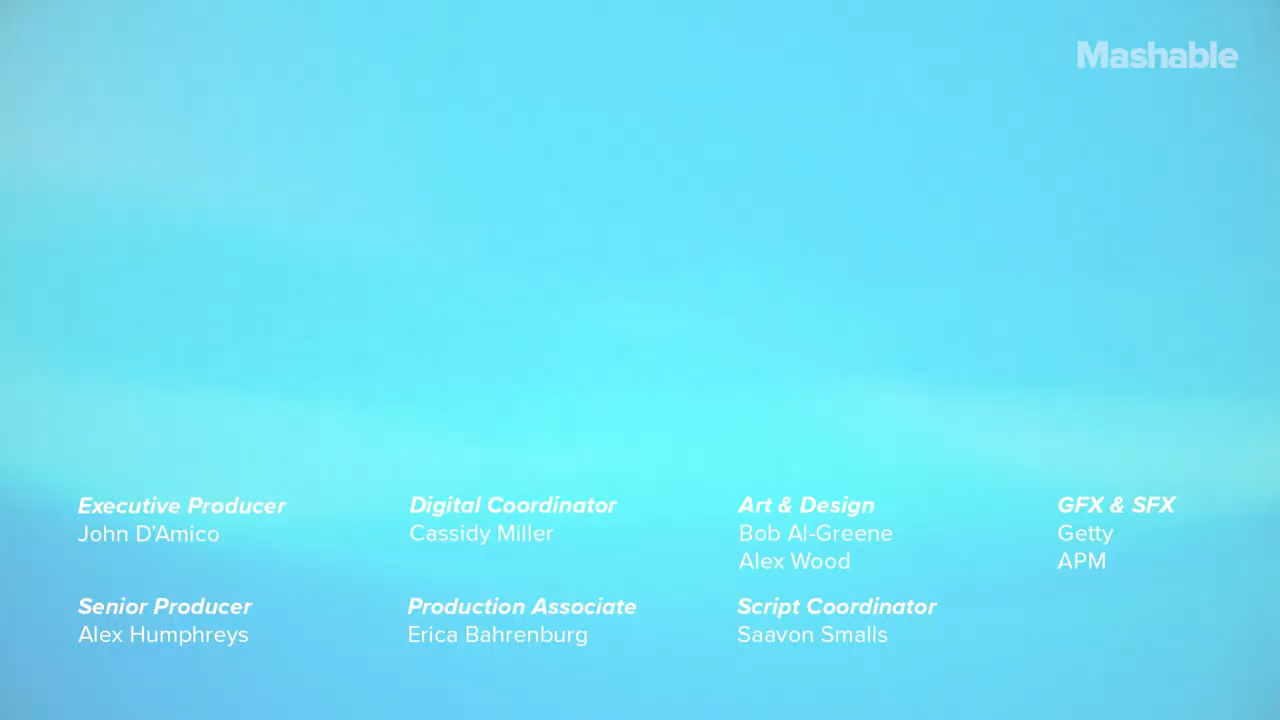 Mashable
Executive Producer
John D'Amico
Digital Coordinator
Cassidy Miller
Art & Design
Bob Al-Greene
Alex Wood
GFX & SFX
Getty
APM
Senior Producer
Alex Humphreys
Production Associate
Erica Bahrenburg
Script Coordinator
Saavon Smalls